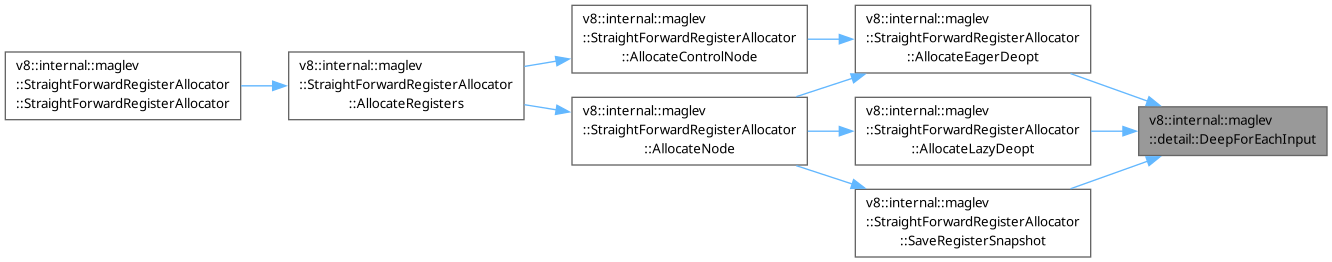 v8::internal::maglev
::StraightForwardRegisterAllocator
::StraightForwardRegisterAllocator
v8::internal::maglev
::StraightForwardRegisterAllocator
::AllocateRegisters
v8::internal::maglev
::StraightForwardRegisterAllocator
::AllocateControlNode
v8::internal::maglev
::StraightForwardRegisterAllocator
::AllocateNode
v8::internal::maglev
::StraightForwardRegisterAllocator
::AllocateEagerDeopt
v8::internal::maglev
::StraightForwardRegisterAllocator
::AllocateLazyDeopt
v8::internal::maglev
::StraightForwardRegisterAllocator
::SaveRegisterSnapshot
v8::internal::maglev
::detail::DeepForEachInput